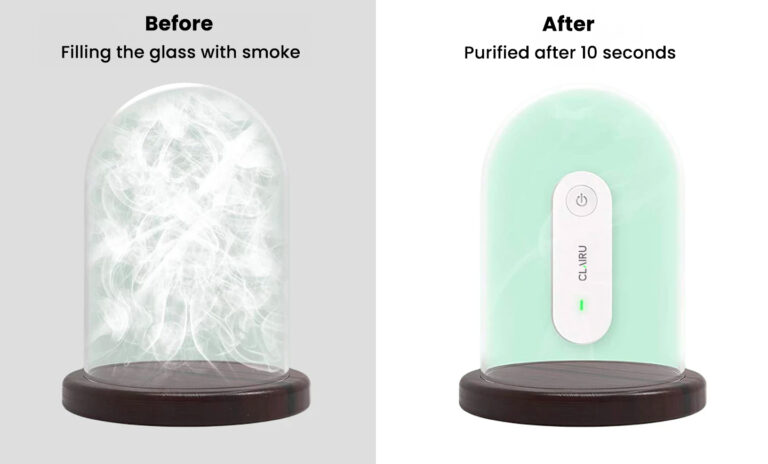 Before
Filling the glass with smoke
After
Purified after 10 seconds
CLAIRU